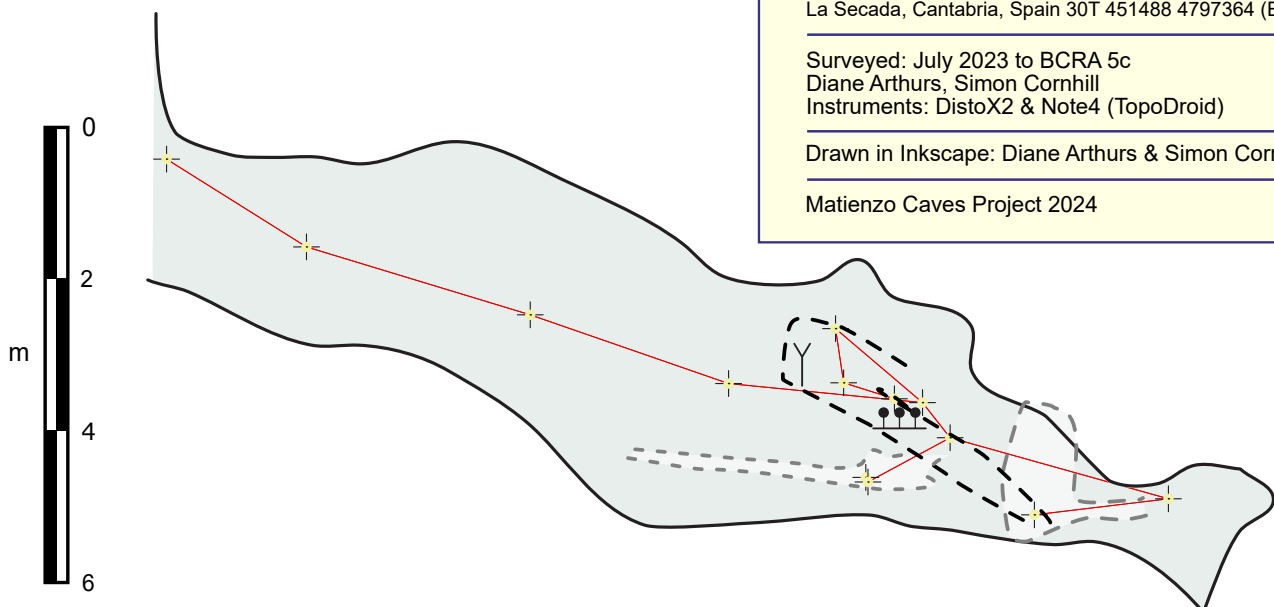 La Secada, Cantabria, Spain 30T 451488 4797364 (E
Surveyed: July 2023 to BCRA 5c
Diane Arthurs, Simon Cornhill
Instruments: DistoX2 & Note4 (TopoDroid)
Drawn in Inkscape: Diane Arthurs & Simon Corn
Matienzo Caves Project 2024
0
2
m
4
6